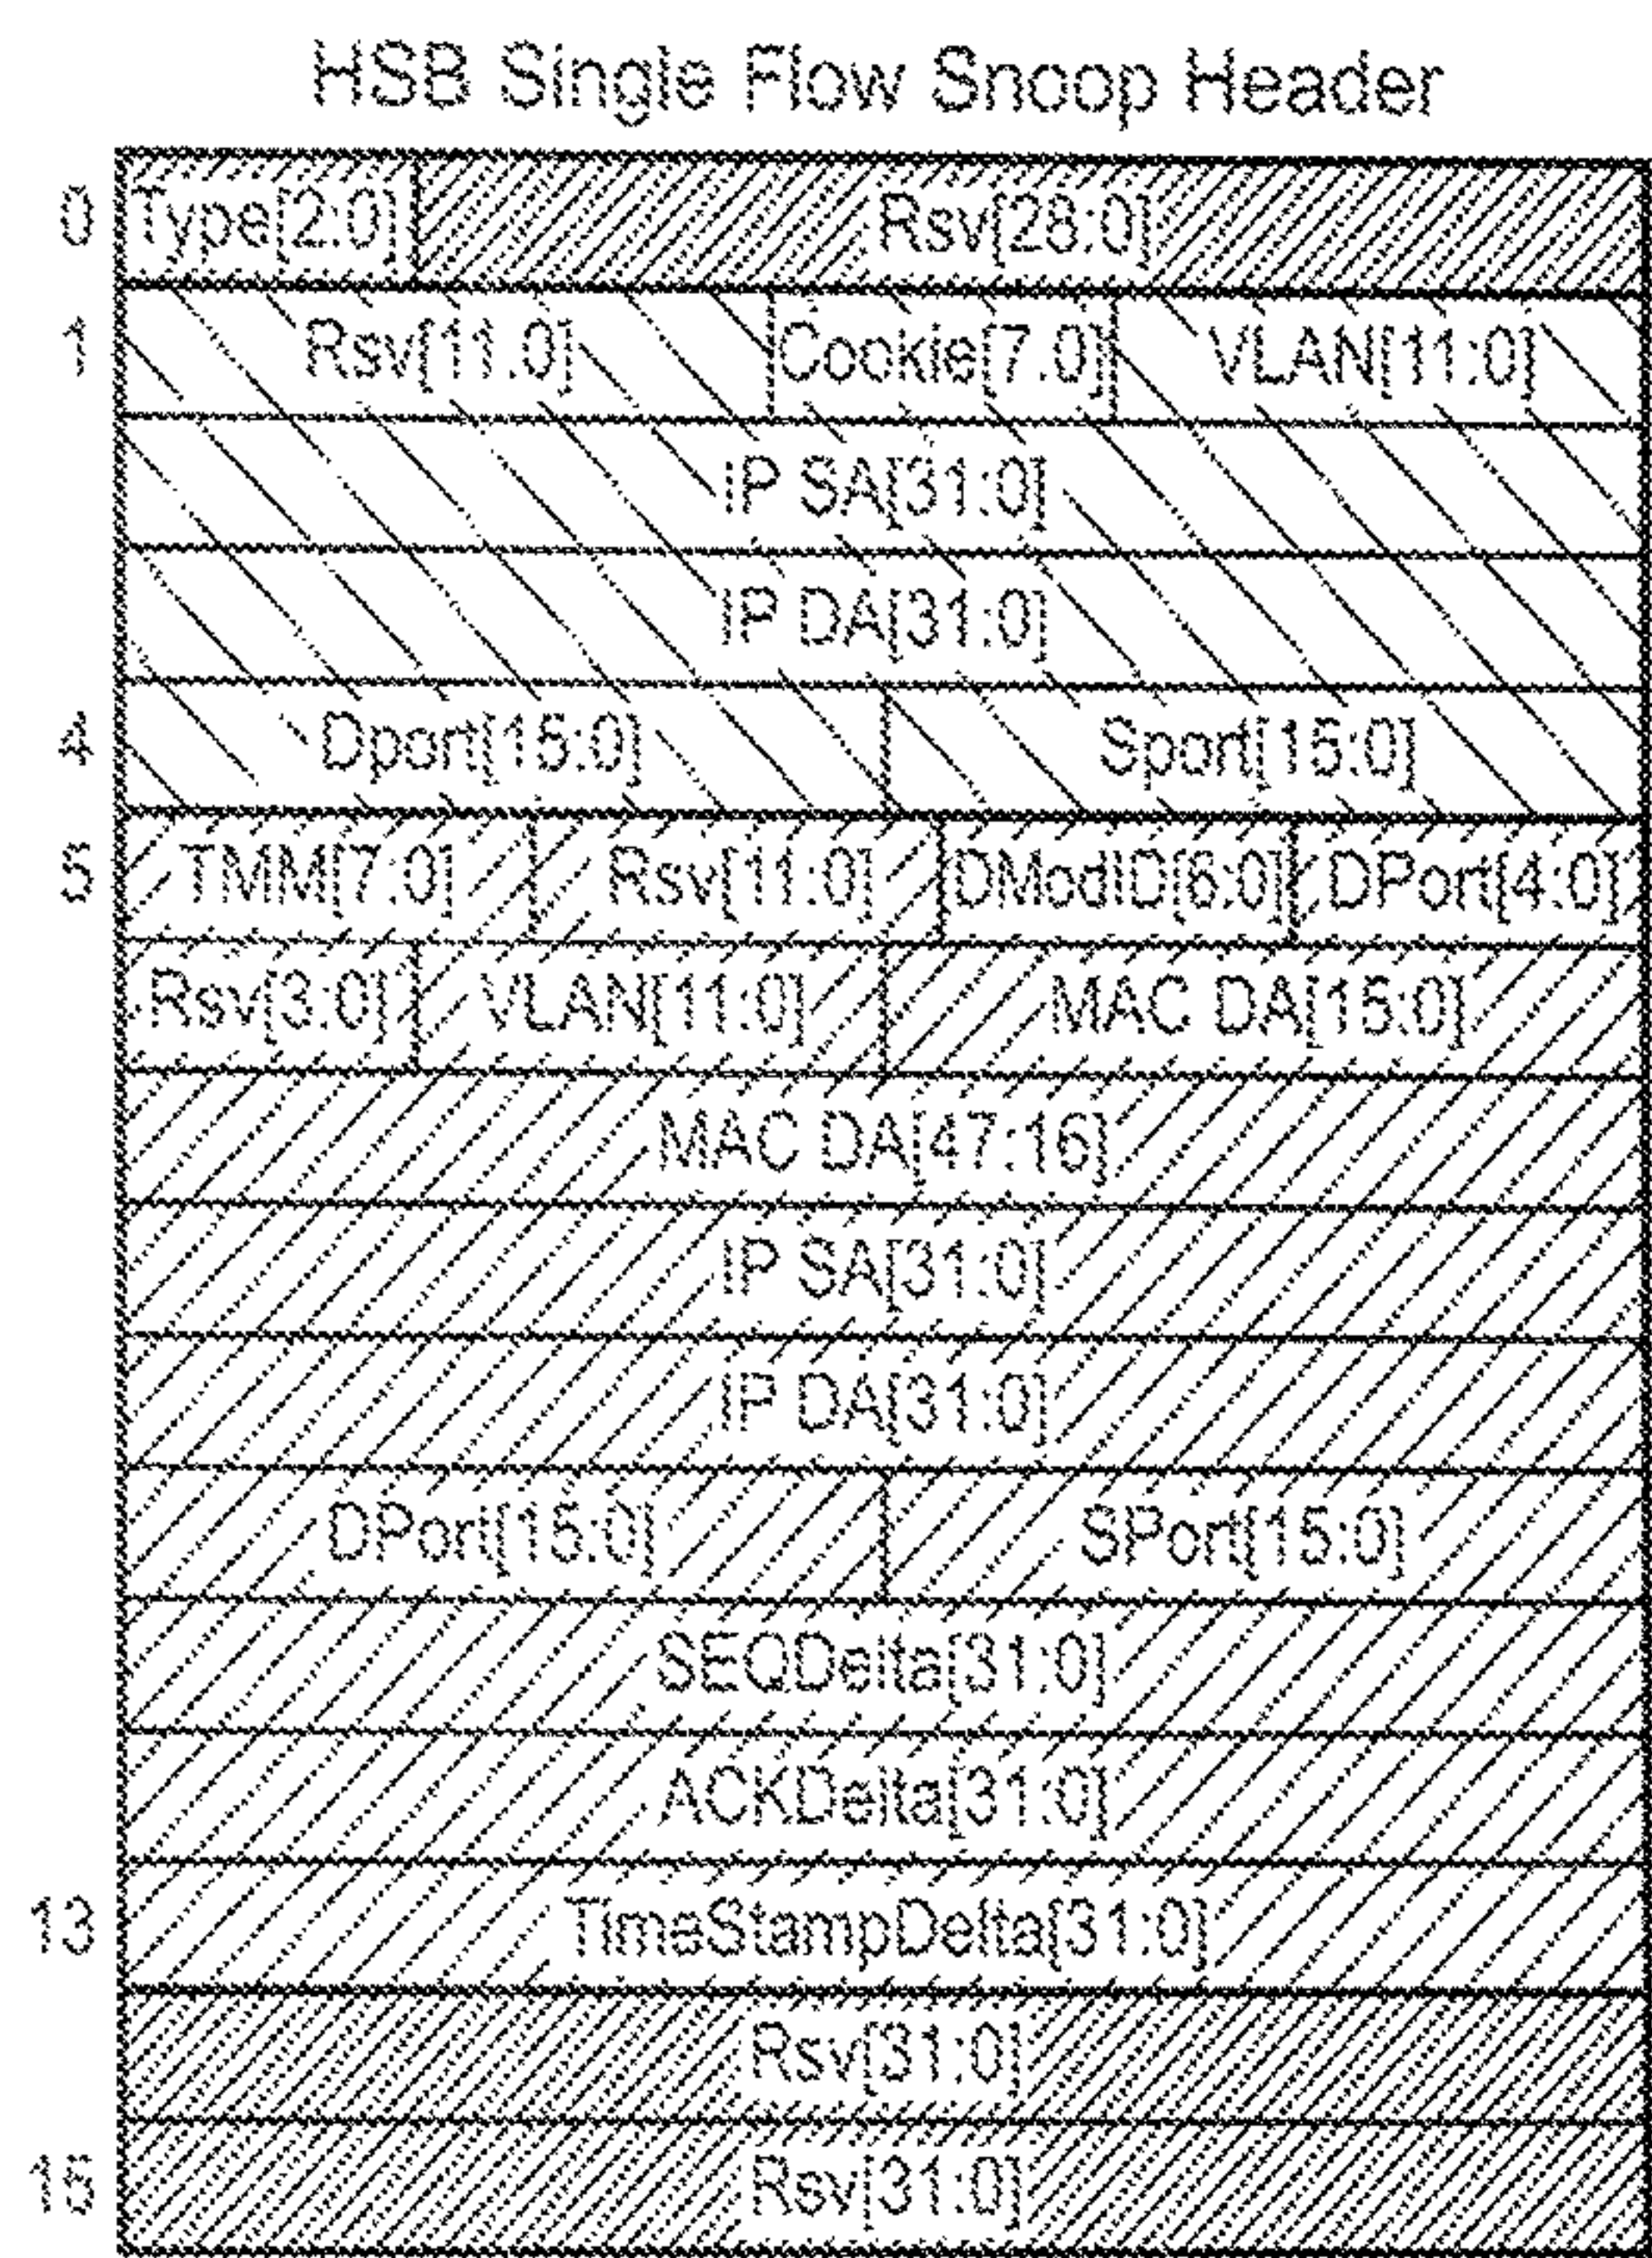 HSB Single Flow Snoop Header
0 Type[2:0] Rsv[28:0]
1 Rsv[11:0] Cookie[7:0] VLAN[11:0]
IP SA[31:0]
IP DA[31:0]
4 Dport[15:0] Sport[15:0]
5 TMM[7:0] Rsv[11:0] DModID[6:0] DPort[4:0]
Rsv[3:0] VLAN[11:0] MAC DA[15:0]
MAC DA[47:16]
IP SA[31:0]
IP DA[31:0]
DPort[15:0] SPort[15:0]
SEQDelta[31:0]
ACKDelta[31:0]
13 TimeStampDelta[31:0]
Rsv[31:0]
15 Rsv[31:0]